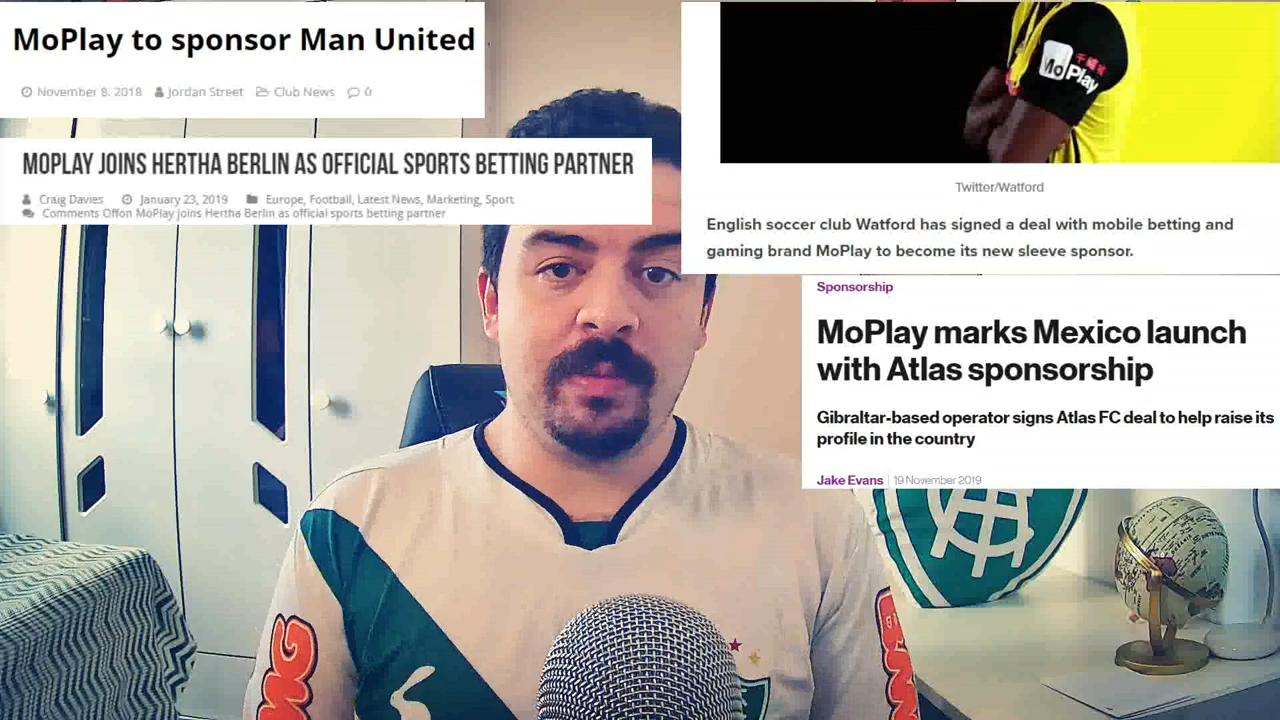 MoPlay to sponsor Man United
November 8, 2018 Jordan Street Club News 0
MOPLAY JOINS HERTHA BERLIN AS OFFICIAL SPORTS BETTING PARTNER
Craig Davies January 23, 2019 Europe, Football, Latest News, Marketing, Sport
Comments Offon MoPlay joins Hertha Berlin as official sports betting partner
MoPlay
Twitter/Watford
English soccer club Watford has signed a deal with mobile betting and
gaming brand MoPlay to become its new sleeve sponsor.
Sponsorship
MoPlay marks Mexico launch
with Atlas sponsorship
Gibraltar-based operator signs Atlas FC deal to help raise its
profile in the country
Jake Evans | 19 November 2019
BMG